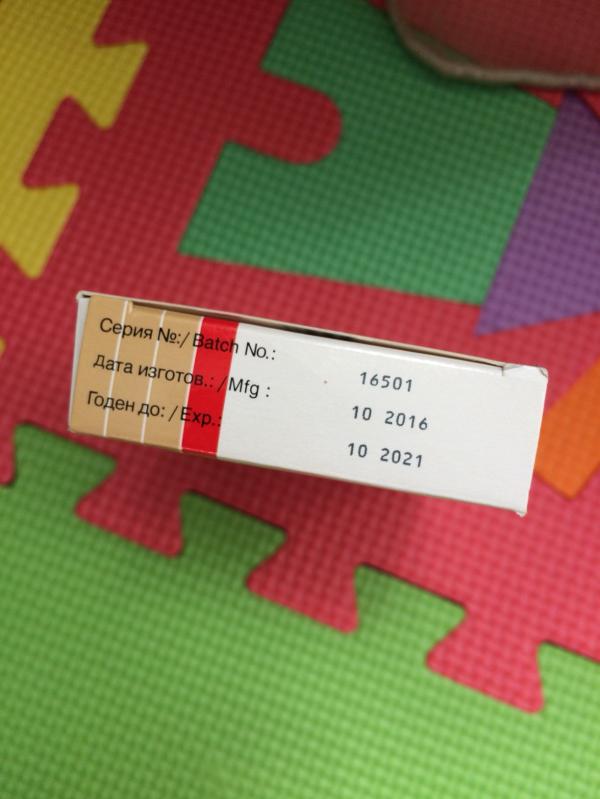 Серия №:/Batch No.: 16501
Дата изготов.:/Mfg : 10 2016
Годен до:/Exp.: 10 2021